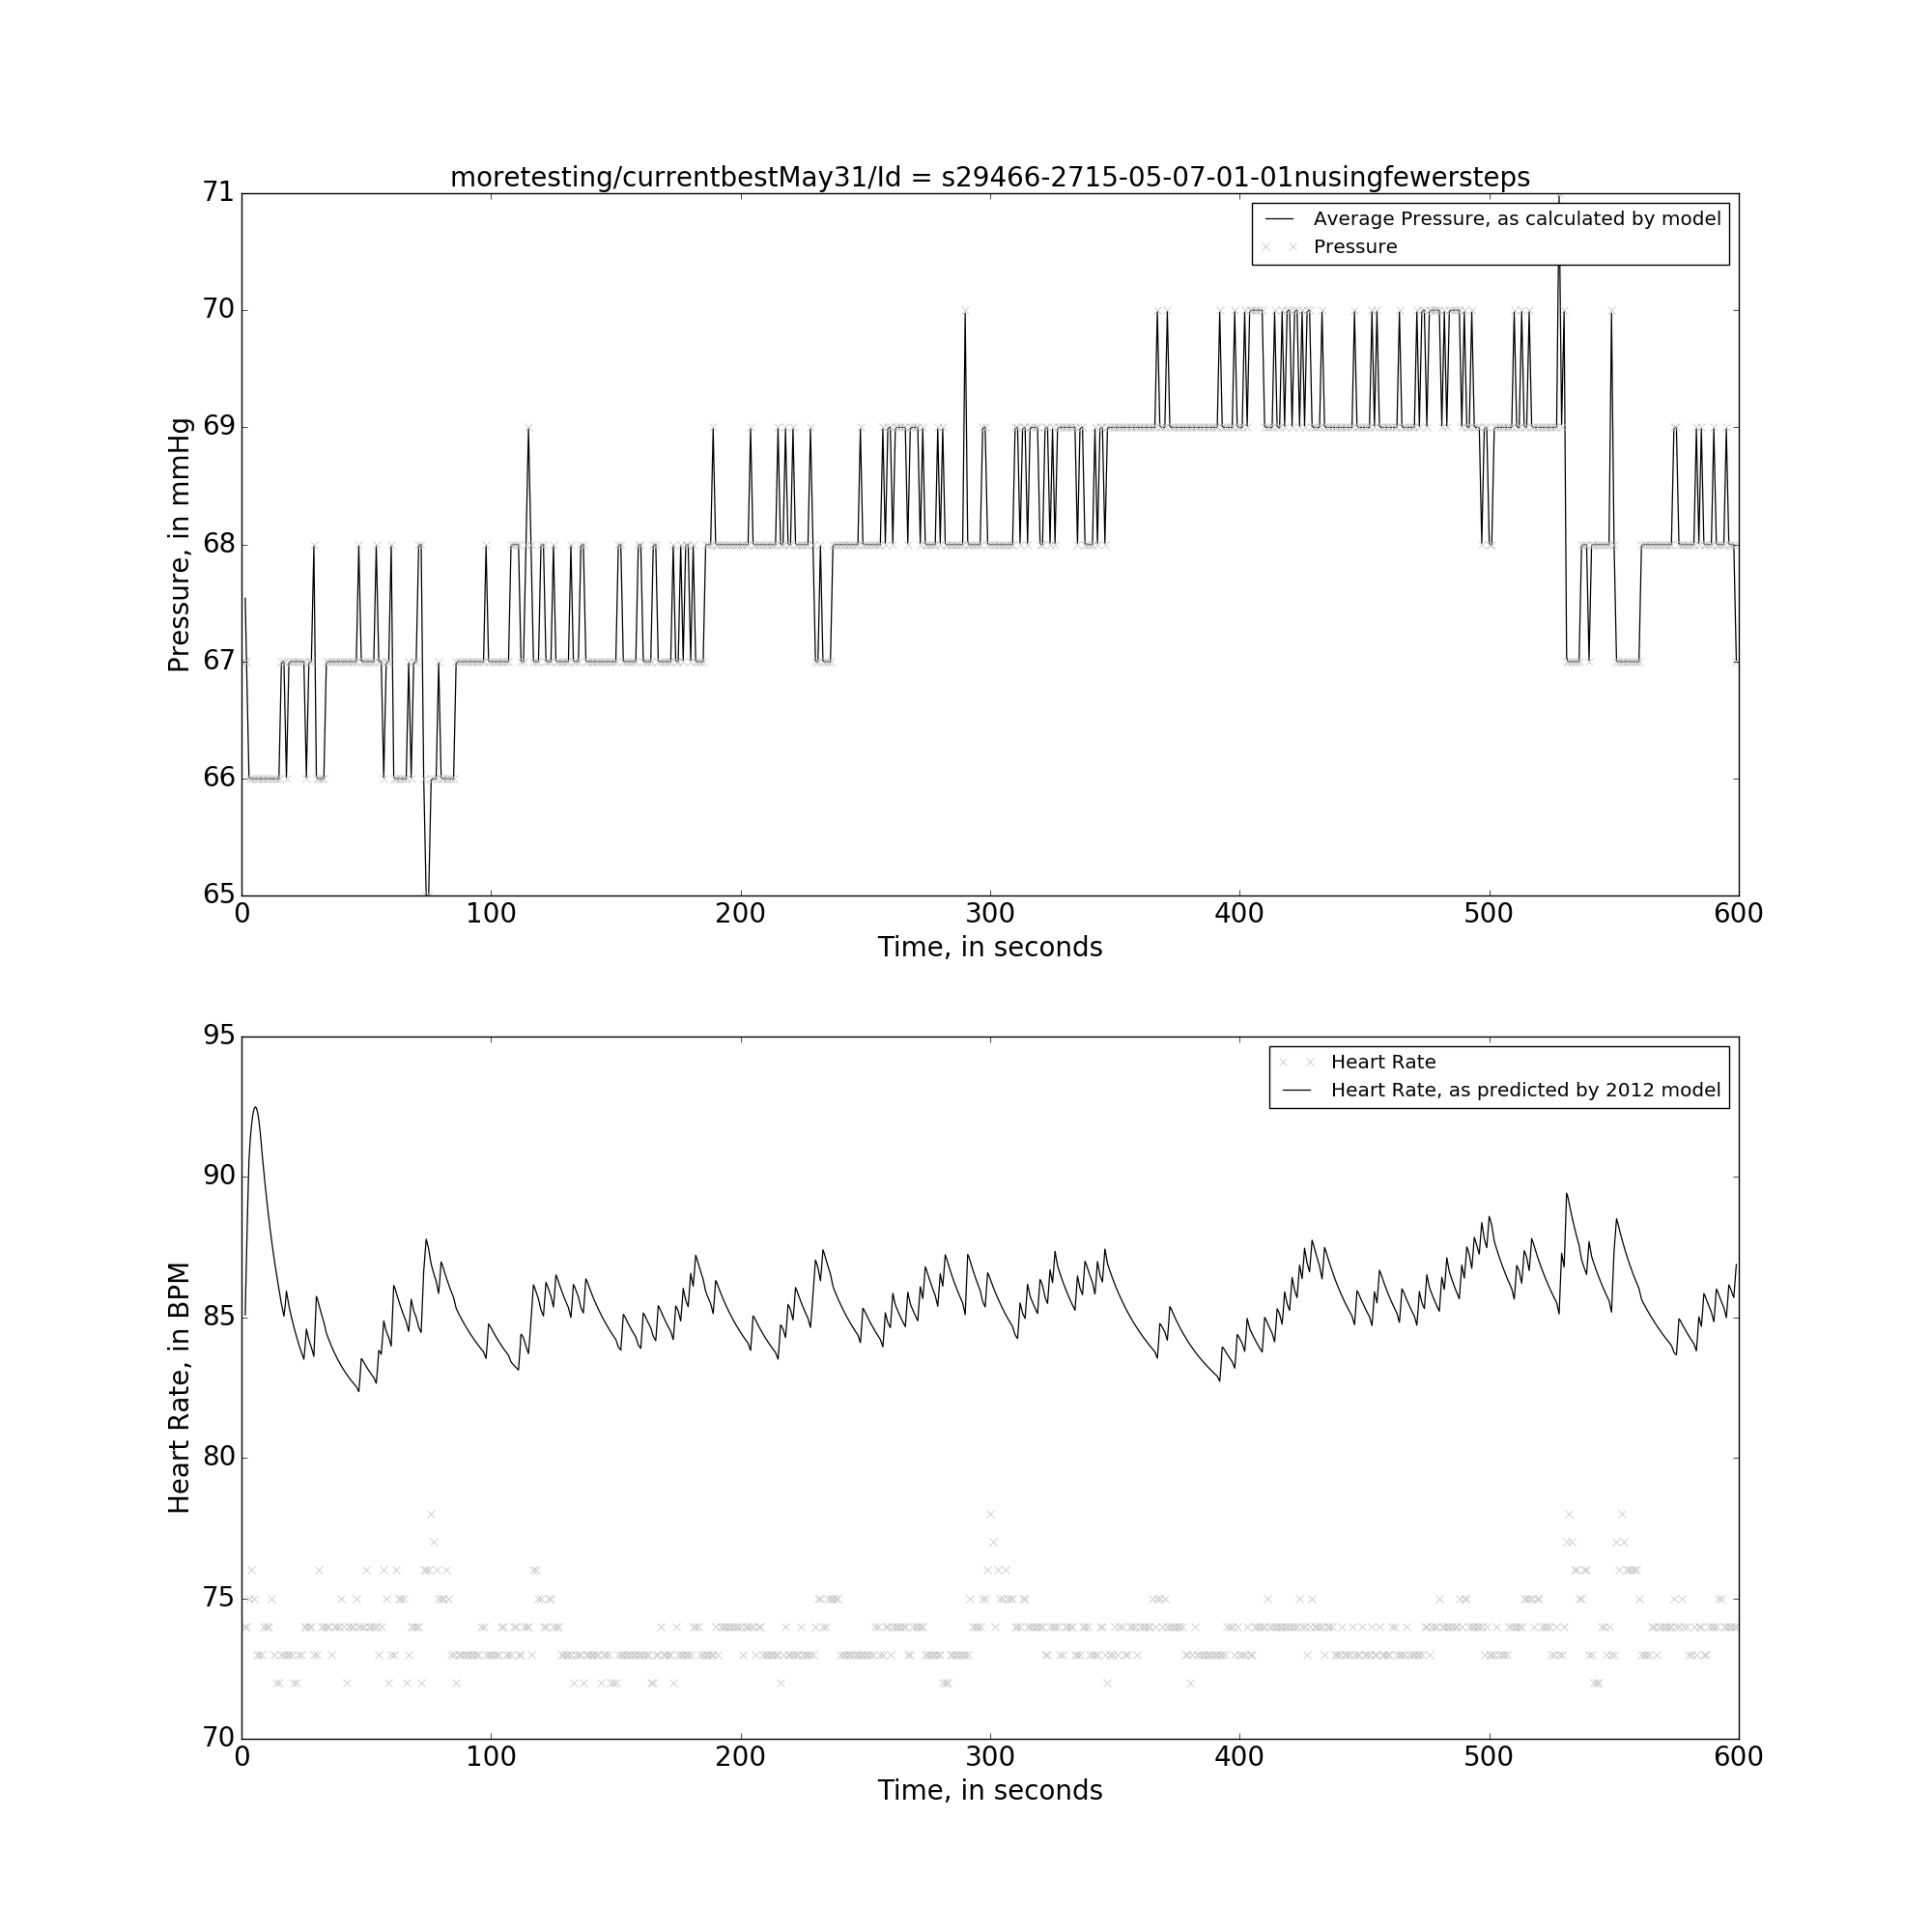 moretesting/currentbestMay31/Id = s29466-2715-05-07-01-01nusingfewersteps
71
70
69
68
67
66
65
Pressure, in mmHg
Average Pressure, as calculated by model
Pressure
0 100 200 300 400 500 600
Time, in seconds
95
90
85
80
75
70
Heart Rate, in BPM
Heart Rate
Heart Rate, as predicted by 2012 model
0 100 200 300 400 500 600
Time, in seconds